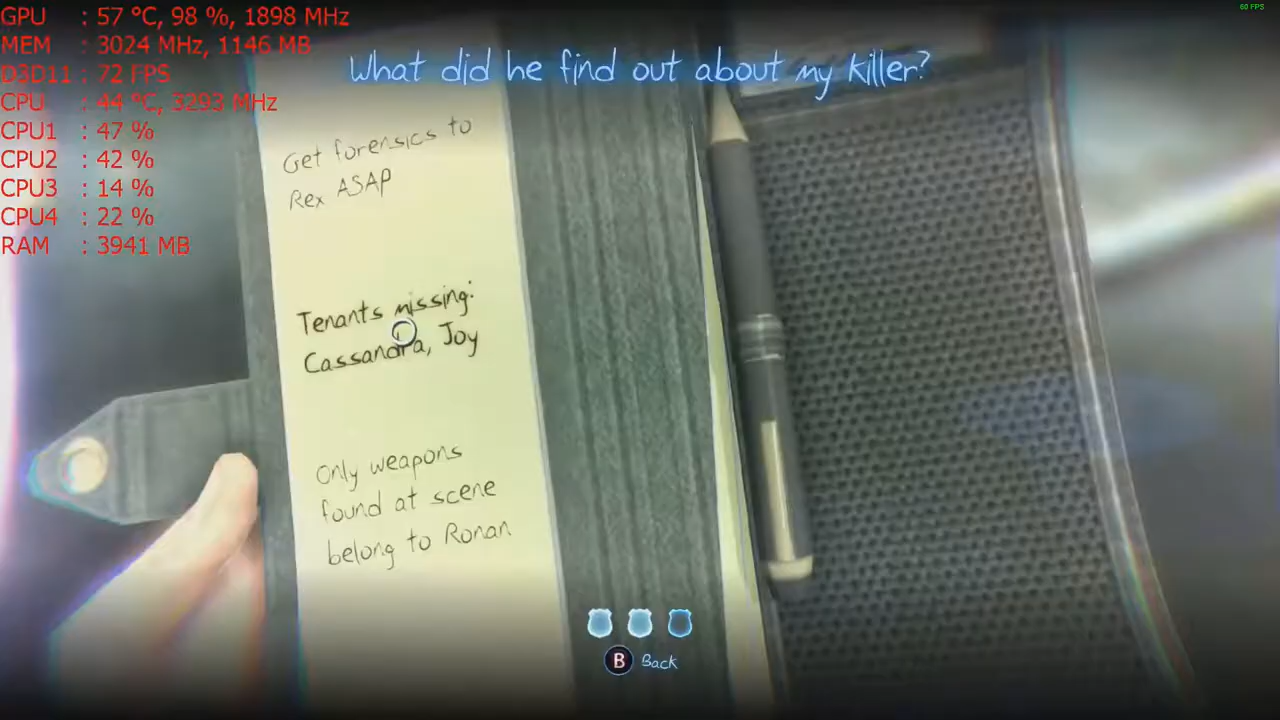 GPU : 57 °C, 98 %, 1898 MHz
MEM : 3024 MHz, 1146 MB
D3D11 : 72 FPS
CPU : 44 °C, 3293 MHz
CPU1 : 47 %
CPU2 : 42 %
CPU3 : 14 %
CPU4 : 22 %
RAM : 3941 MB
60 FPS
What did he find out about my killer?
Get forensics to
Rex ASAP
Tenants missing:
Cassandra, Joy
Only weapons
found at scene
belong to Ronan
B Back